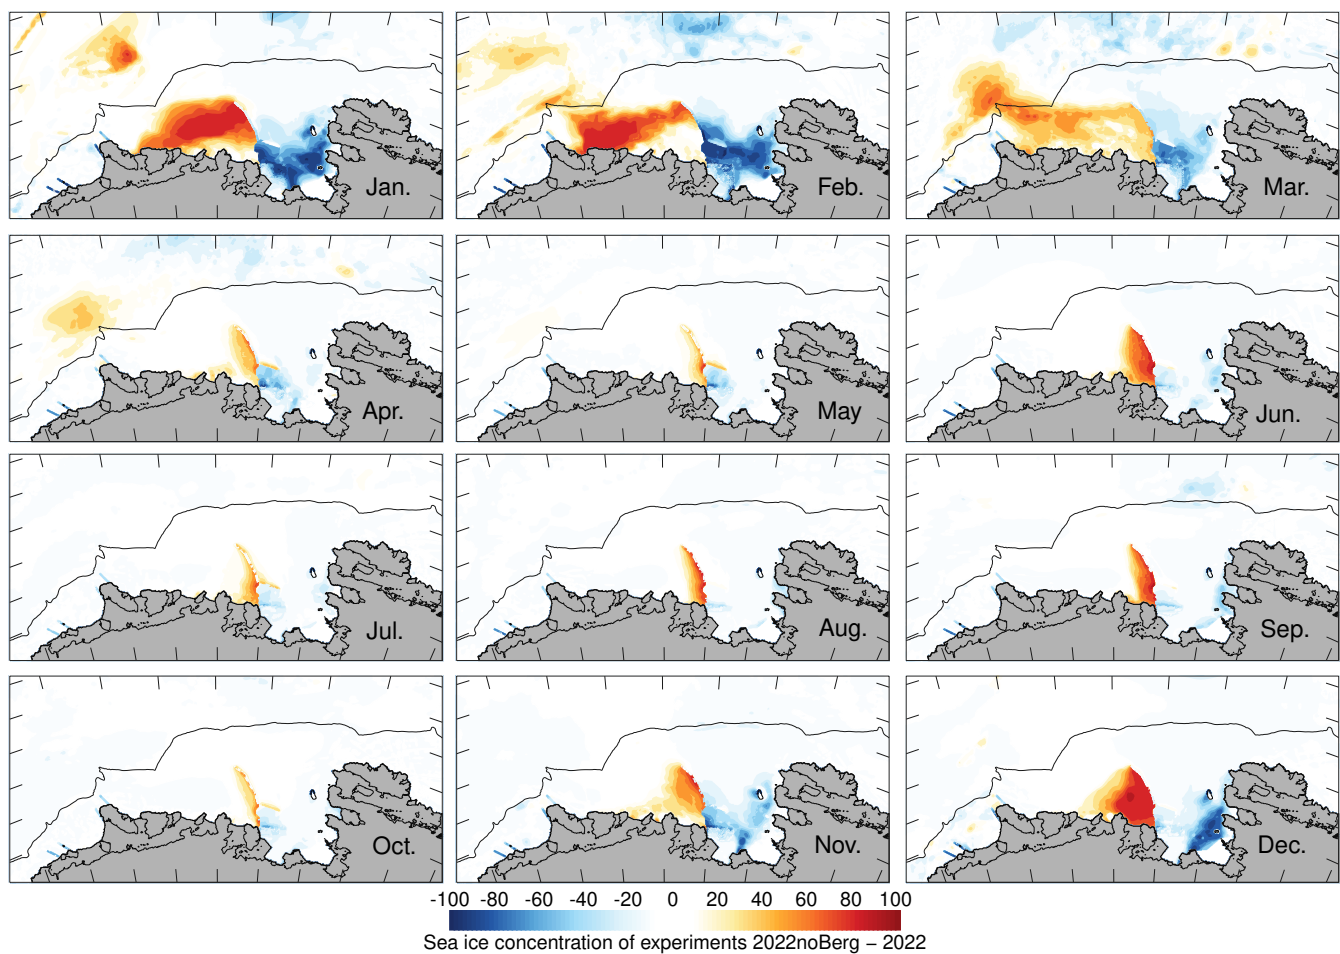 Jan.
Feb.
Mar.
Apr.
May
Jun.
Jul.
Aug.
Sep.
Oct.
Nov.
Dec.
-100 -80 -60 -40 -20 0 20 40 60 80 100
Sea ice concentration of experiments 2022noBerg − 2022